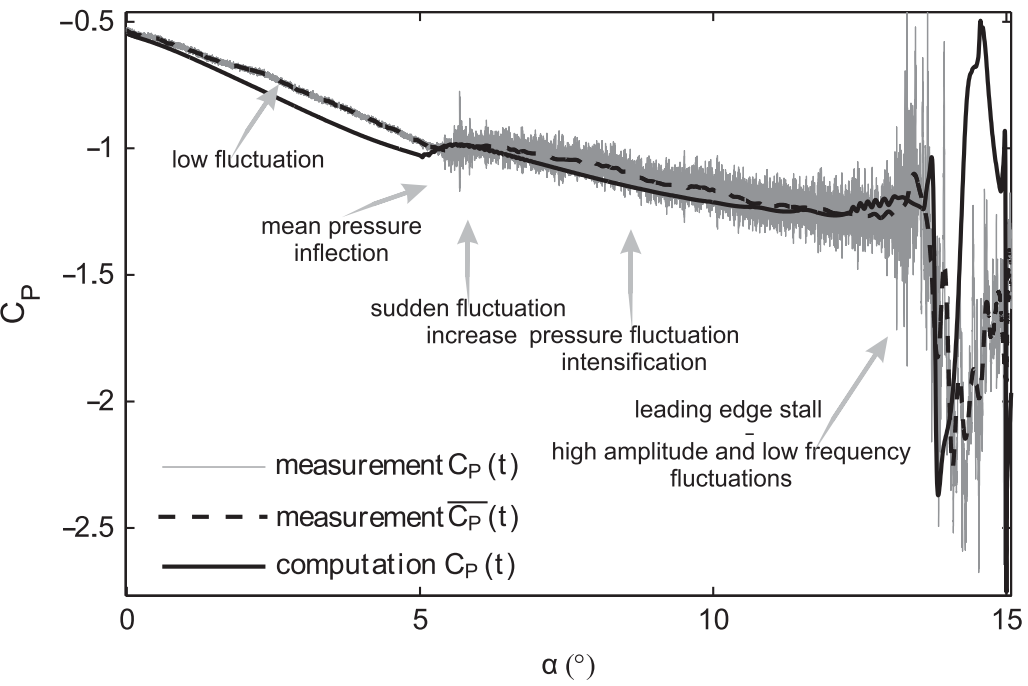 −0.5
−1
−1.5
−2
−2.5
C_P
low fluctuation
mean pressure
inflection
sudden fluctuation
increase
pressure fluctuation
intensification
leading edge stall
–
high amplitude and low frequency
fluctuations
measurement C_P (t)
measurement \overline{C_P} (t)
computation C_P (t)
0 5 10 15
α (°)